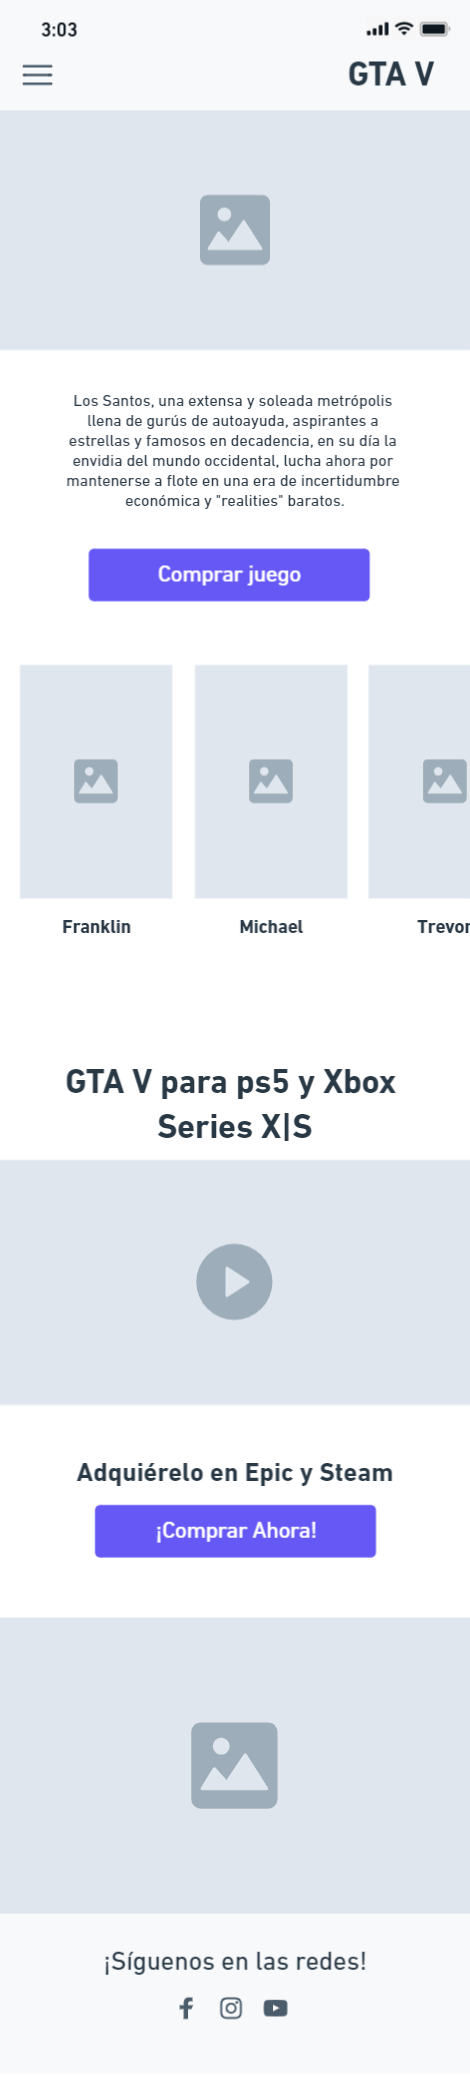 3:03
GTA V
Los Santos, una extensa y soleada metrópolis
llena de gurús de autoayuda, aspirantes a
estrellas y famosos en decadencia, en su día la
envidia del mundo occidental, lucha ahora por
mantenerse a flote en una era de incertidumbre
económica y "realities" baratos.
Comprar juego
Franklin
Michael
Trevor
GTA V para ps5 y Xbox
Series X|S
Adquiérelo en Epic y Steam
¡Comprar Ahora!
¡Síguenos en las redes!